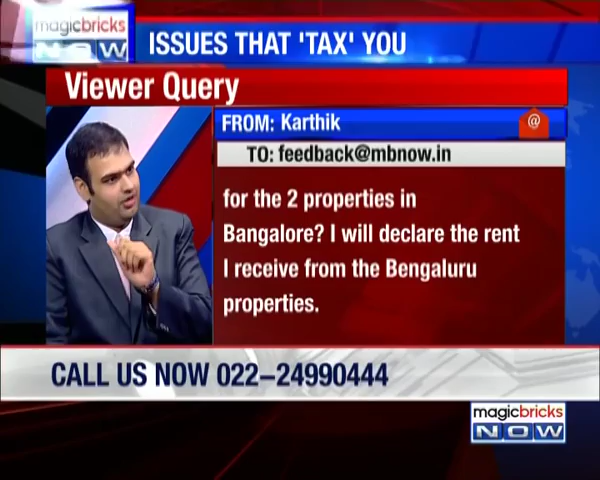 magicbricks
NOW
ISSUES THAT 'TAX' YOU
Viewer Query
FROM: Karthik
@
TO: feedback@mbnow.in
for the 2 properties in
Bangalore? I will declare the rent
I receive from the Bengaluru
properties.
CALL US NOW 022–24990444
magicbricks
NOW